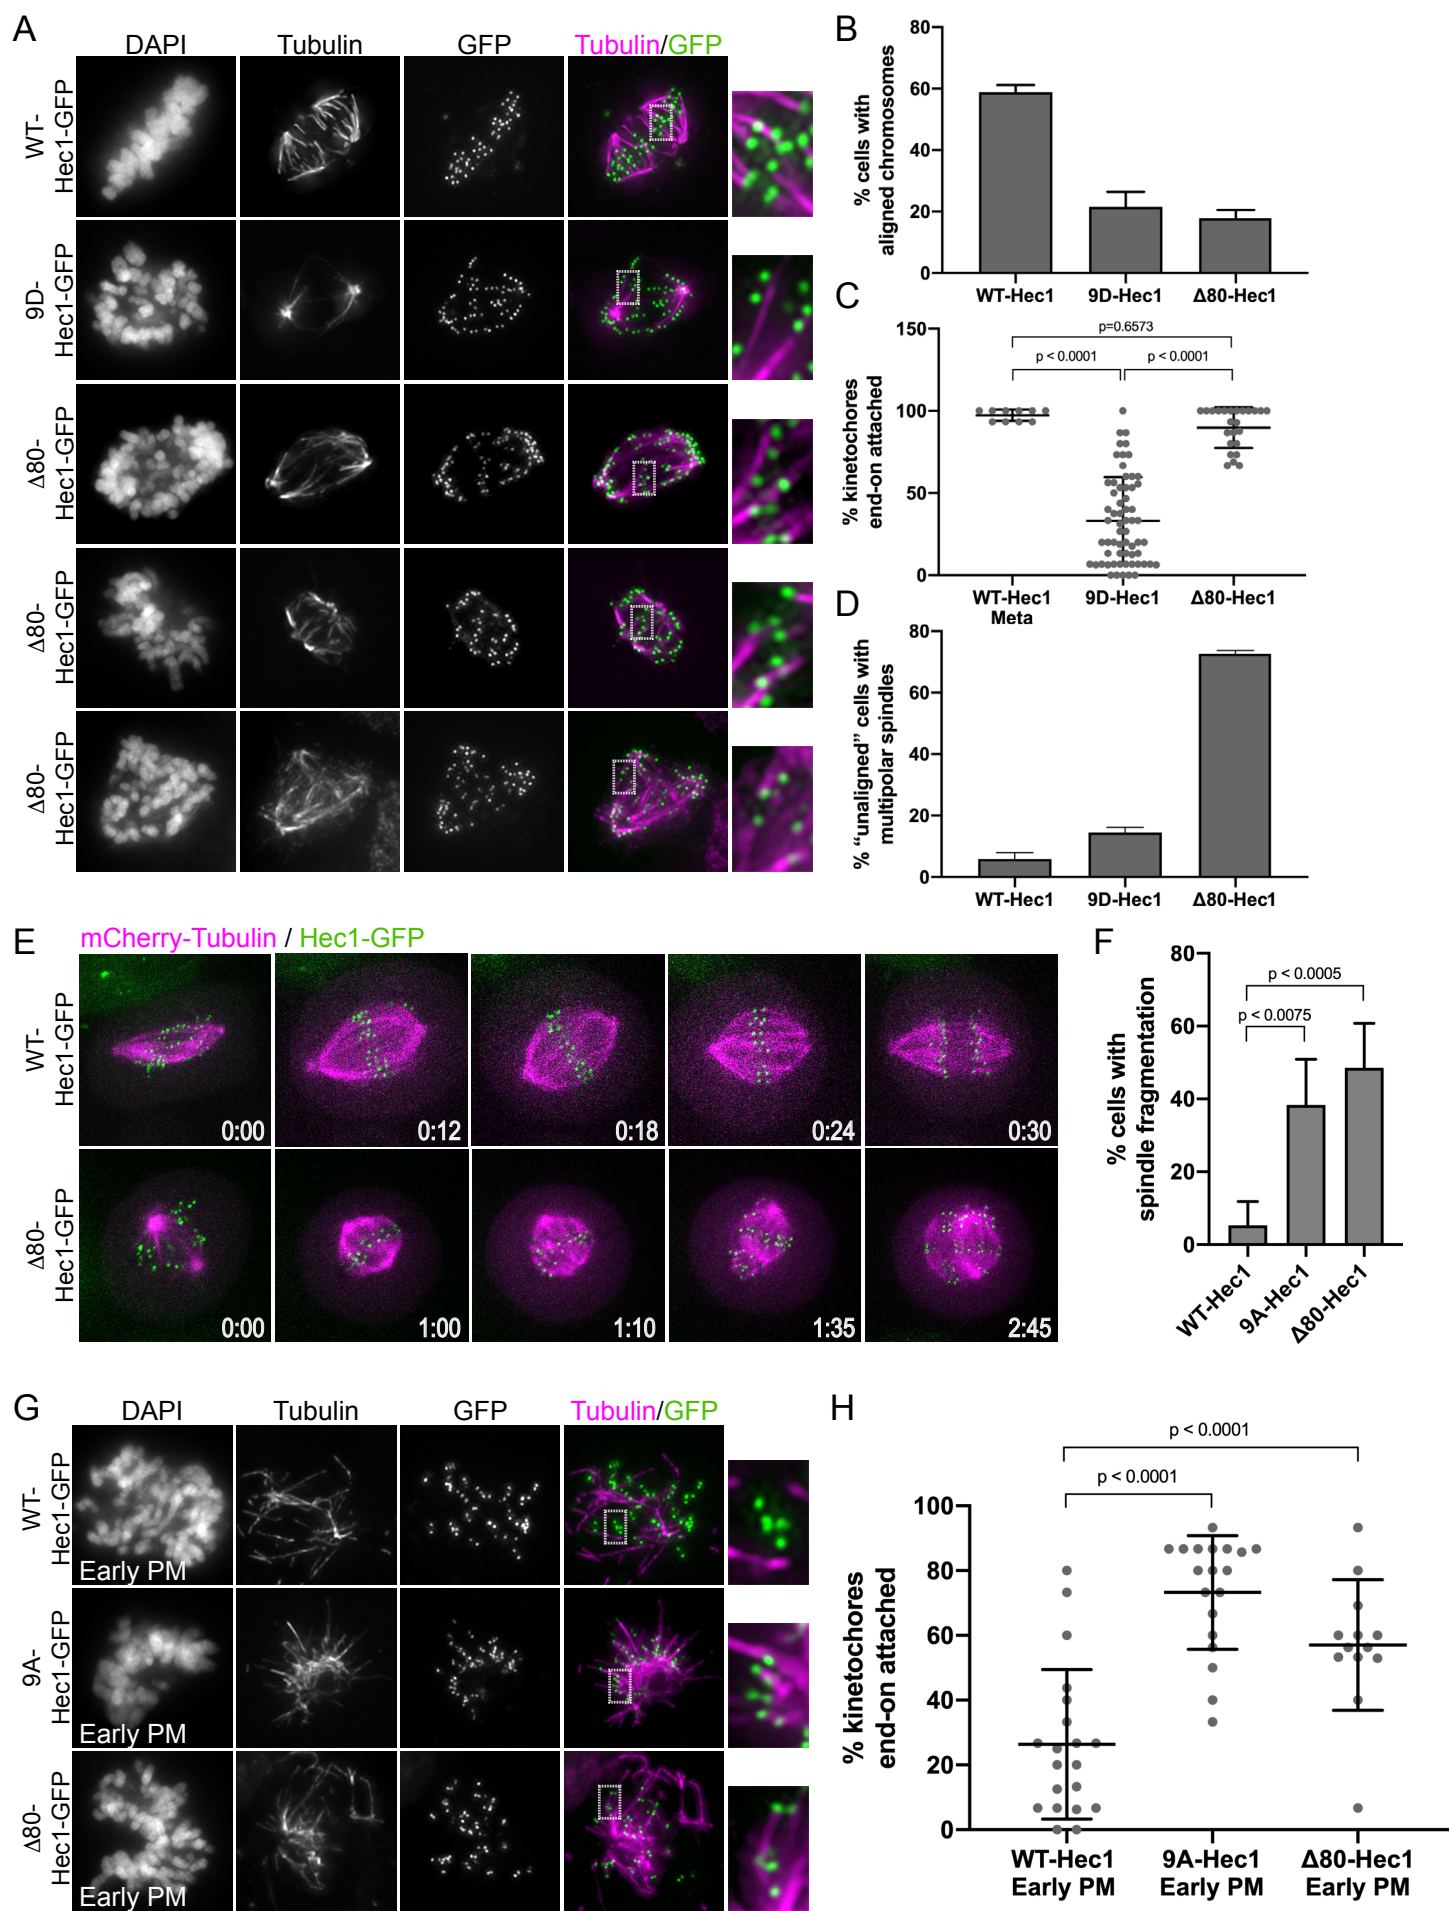 A
DAPI
Tubulin
GFP
Tubulin/GFP
WT-
Hec1-GFP
9D-
Hec1-GFP
Δ80-
Hec1-GFP
Δ80-
Hec1-GFP
Δ80-
Hec1-GFP
B
% cells with
aligned chromosomes
80
60
40
20
0
WT-Hec1
9D-Hec1
Δ80-Hec1
C
% kinetochores
end-on attached
150
100
50
0
p=0.6573
p < 0.0001
p < 0.0001
WT-Hec1
Meta
9D-Hec1
Δ80-Hec1
D
% “unaligned” cells with
multipolar spindles
80
60
40
20
0
WT-Hec1
9D-Hec1
Δ80-Hec1
E
mCherry-Tubulin / Hec1-GFP
WT-
Hec1-GFP
0:00
0:12
0:18
0:24
0:30
Δ80-
Hec1-GFP
0:00
1:00
1:10
1:35
2:45
F
% cells with
spindle fragmentation
80
60
40
20
0
p < 0.0005
p < 0.0075
WT-Hec1
9A-Hec1
Δ80-Hec1
G
DAPI
Tubulin
GFP
Tubulin/GFP
WT-
Hec1-GFP
Early PM
9A-
Hec1-GFP
Early PM
Δ80-
Hec1-GFP
Early PM
H
% kinetochores
end-on attached
100
80
60
40
20
0
p < 0.0001
p < 0.0001
WT-Hec1
Early PM
9A-Hec1
Early PM
Δ80-Hec1
Early PM